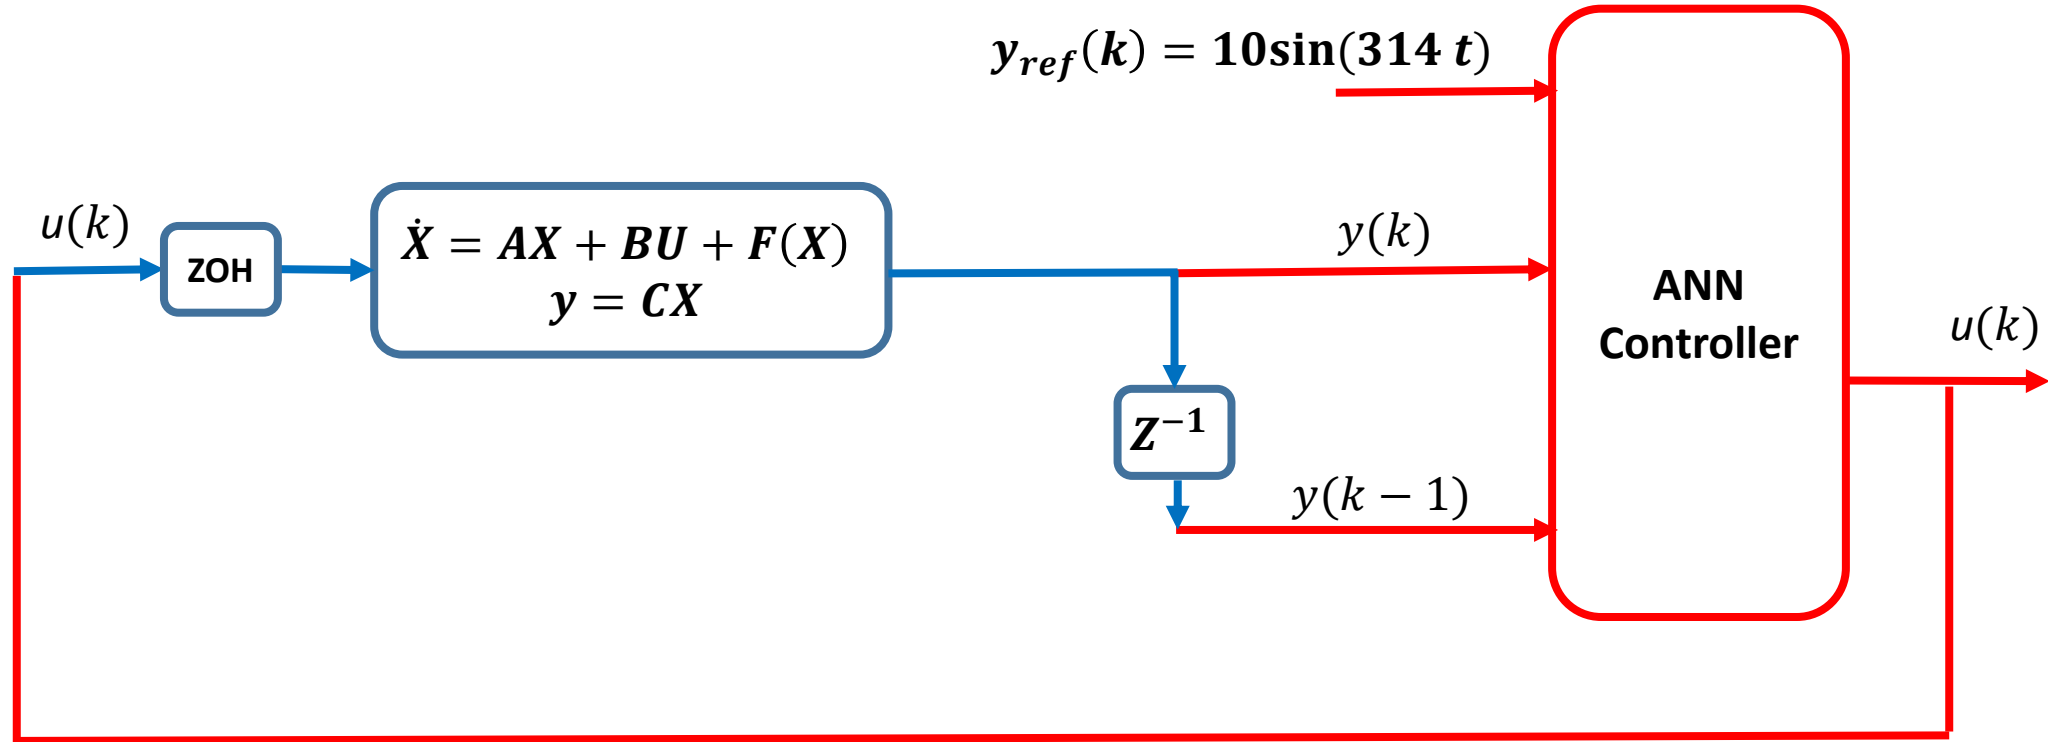 y_ref(k) = 10sin(314 t)
u(k)
ZOH
Ẋ = AX + BU + F(X)
y = CX
y(k)
Z⁻¹
y(k − 1)
ANN
Controller
u(k)